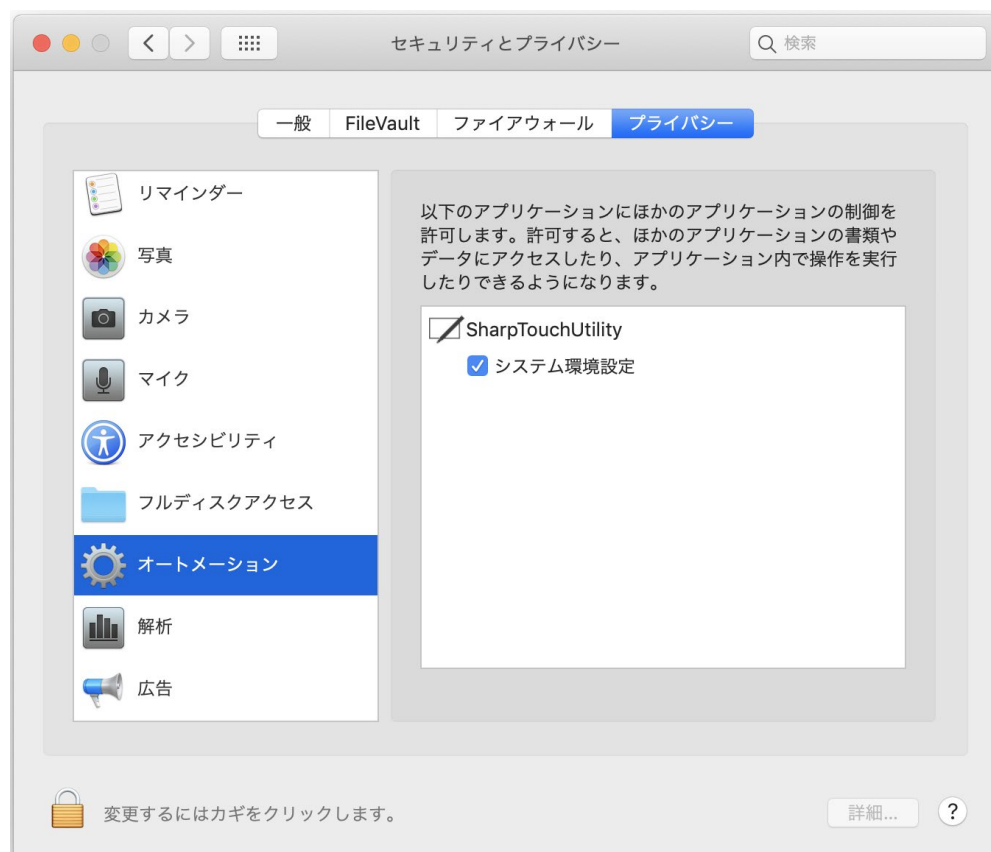 セキュリティとプライバシー
検索
一般
FileVault
ファイアウォール
プライバシー
リマインダー
写真
カメラ
マイク
アクセシビリティ
フルディスクアクセス
オートメーション
解析
広告
以下のアプリケーションにほかのアプリケーションの制御を
許可します。許可すると、ほかのアプリケーションの書類や
データにアクセスしたり、アプリケーション内で操作を実行
したりできるようになります。
SharpTouchUtility
システム環境設定
変更するにはカギをクリックします。
詳細...
?